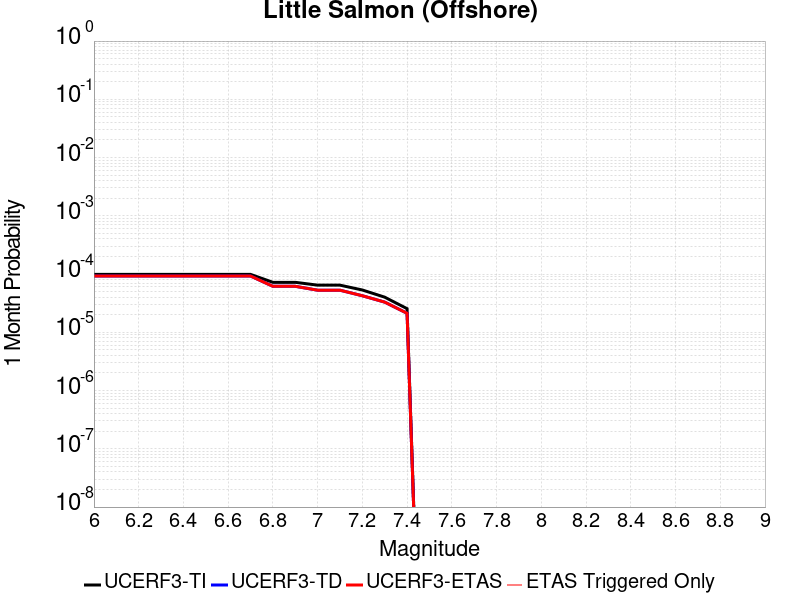 Little Salmon (Offshore)
10^0
10^-1
10^-2
10^-3
10^-4
10^-5
10^-6
10^-7
10^-8
1 Month Probability
6 6.2 6.4 6.6 6.8 7 7.2 7.4 7.6 7.8 8 8.2 8.4 8.6 8.8 9
Magnitude
UCERF3-TI UCERF3-TD UCERF3-ETAS ETAS Triggered Only